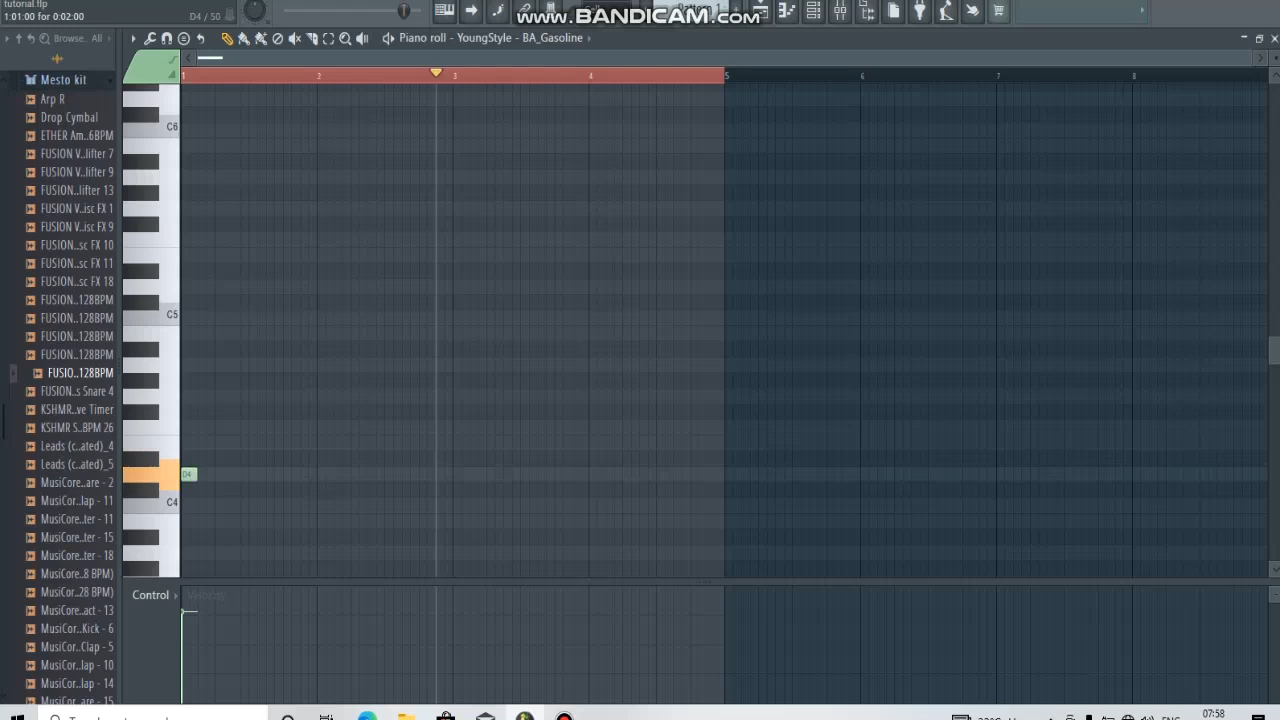 tutorial.flp
1:01:00 for 0:02:00
D4 / 50
www.BANDICAM.com
Browse.. All
Piano roll - YoungStyle - BA_Gasoline
Mesto kit
1 2 3 4 5 6 7 8
Arp R
Drop Cymbal
ETHER Am..6BPM
FUSION V..lifter 7
FUSION V..lifter 9
FUSION..lifter 13
FUSION V..isc FX 1
FUSION V..isc FX 9
FUSION..sc FX 10
FUSION..sc FX 11
FUSION..sc FX 18
FUSION..128BPM
FUSION..128BPM
FUSION..128BPM
FUSION..128BPM
FUSIO..128BPM
FUSION..s Snare 4
KSHMR..ve Timer
KSHMR S..BPM 26
Leads (c..ated)_4
Leads (c..ated)_5
MusiCore..are - 2
MusiCor..lap - 11
MusiCore..ter - 11
MusiCore..ter - 15
MusiCore..ter - 18
MusiCore..8 BPM)
MusiCor..28 BPM)
MusiCore..act - 13
MusiCor..Kick - 6
MusiCor..Clap - 5
MusiCor..lap - 10
MusiCor..lap - 14
MusiCor..are - 15
C6
C5
D4
C4
Control
Velocity
07:58